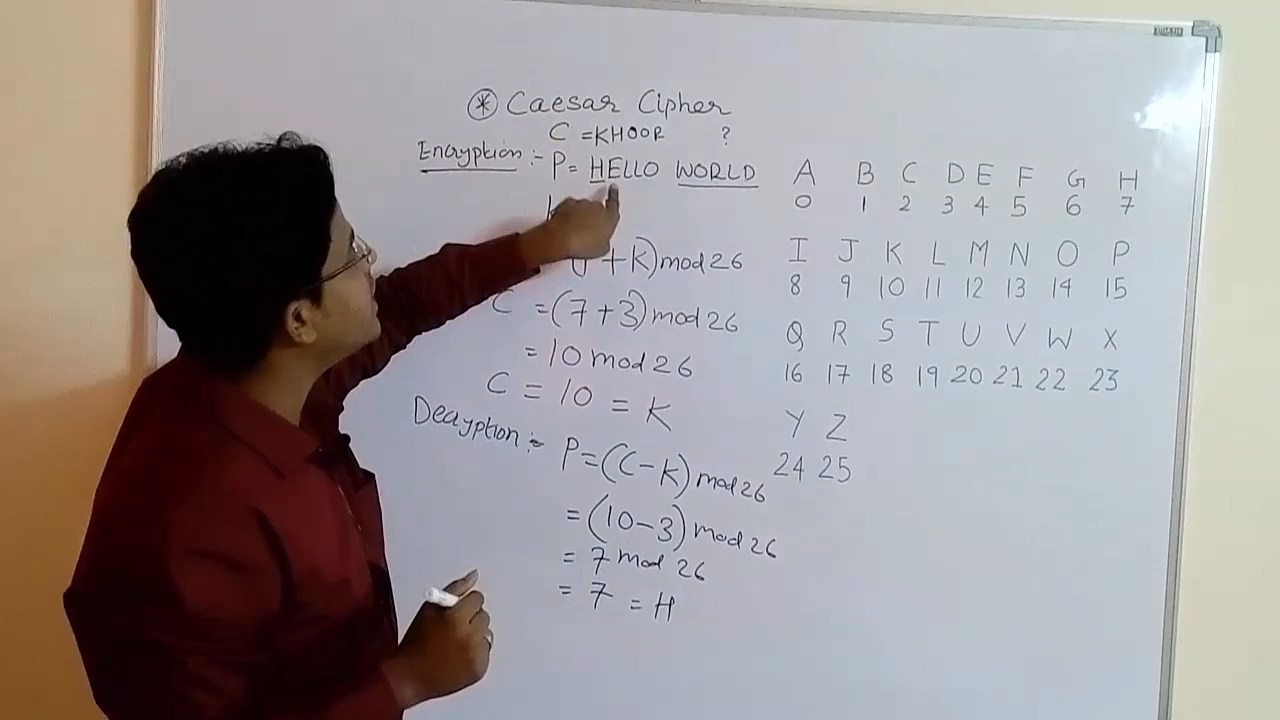 * Caesar Cipher
C = KHOOR ?
Encryption :- P = HELLO WORLD
+ K) mod 26
C = (7+3) mod 26
= 10 mod 26
C = 10 = K
Decryption :-
P = (C - K) mod 26
= (10 - 3) mod 26
= 7 mod 26
= 7 = H
A B C D E F G H
0 1 2 3 4 5 6 7
I J K L M N O P
8 9 10 11 12 13 14 15
Q R S T U V W X
16 17 18 19 20 21 22 23
Y Z
24 25